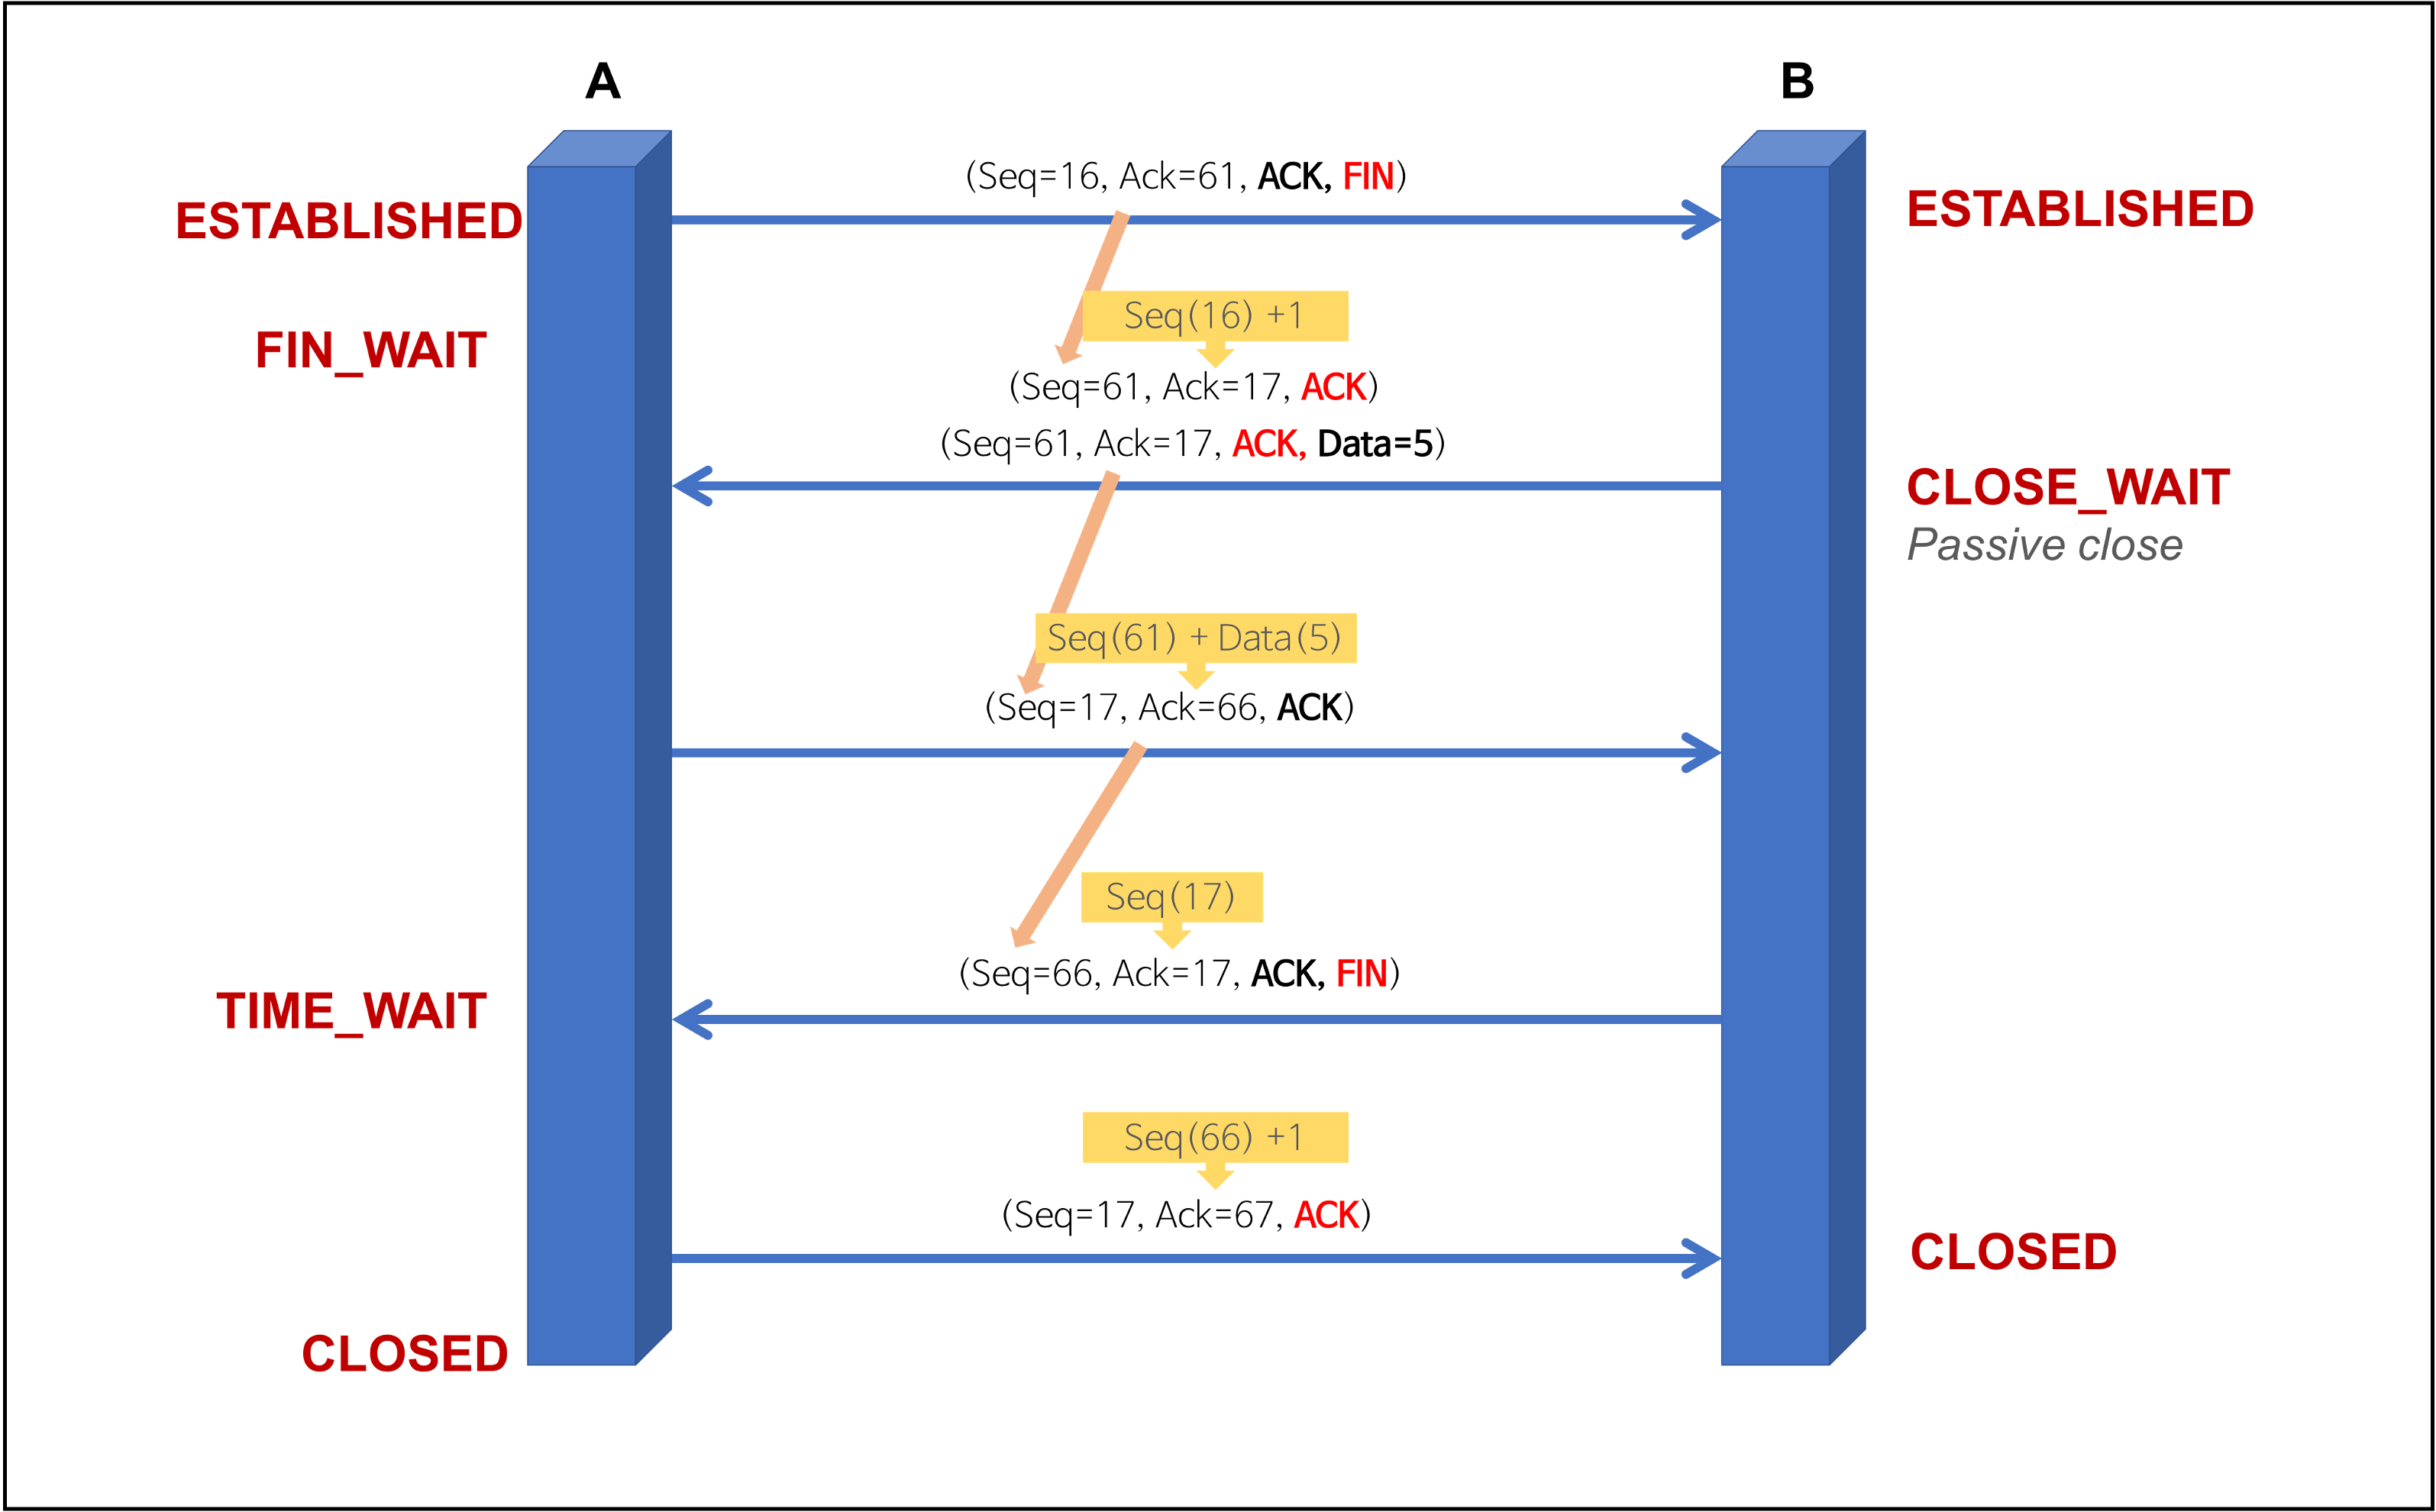 A
B
(Seq=16, Ack=61, ACK, FIN)
ESTABLISHED
ESTABLISHED
Seq(16) +1
FIN_WAIT
(Seq=61, Ack=17, ACK)
(Seq=61, Ack=17, ACK, Data=5)
CLOSE_WAIT
Passive close
Seq(61) + Data(5)
(Seq=17, Ack=66, ACK)
Seq(17)
(Seq=66, Ack=17, ACK, FIN)
TIME_WAIT
Seq(66) +1
(Seq=17, Ack=67, ACK)
CLOSED
CLOSED